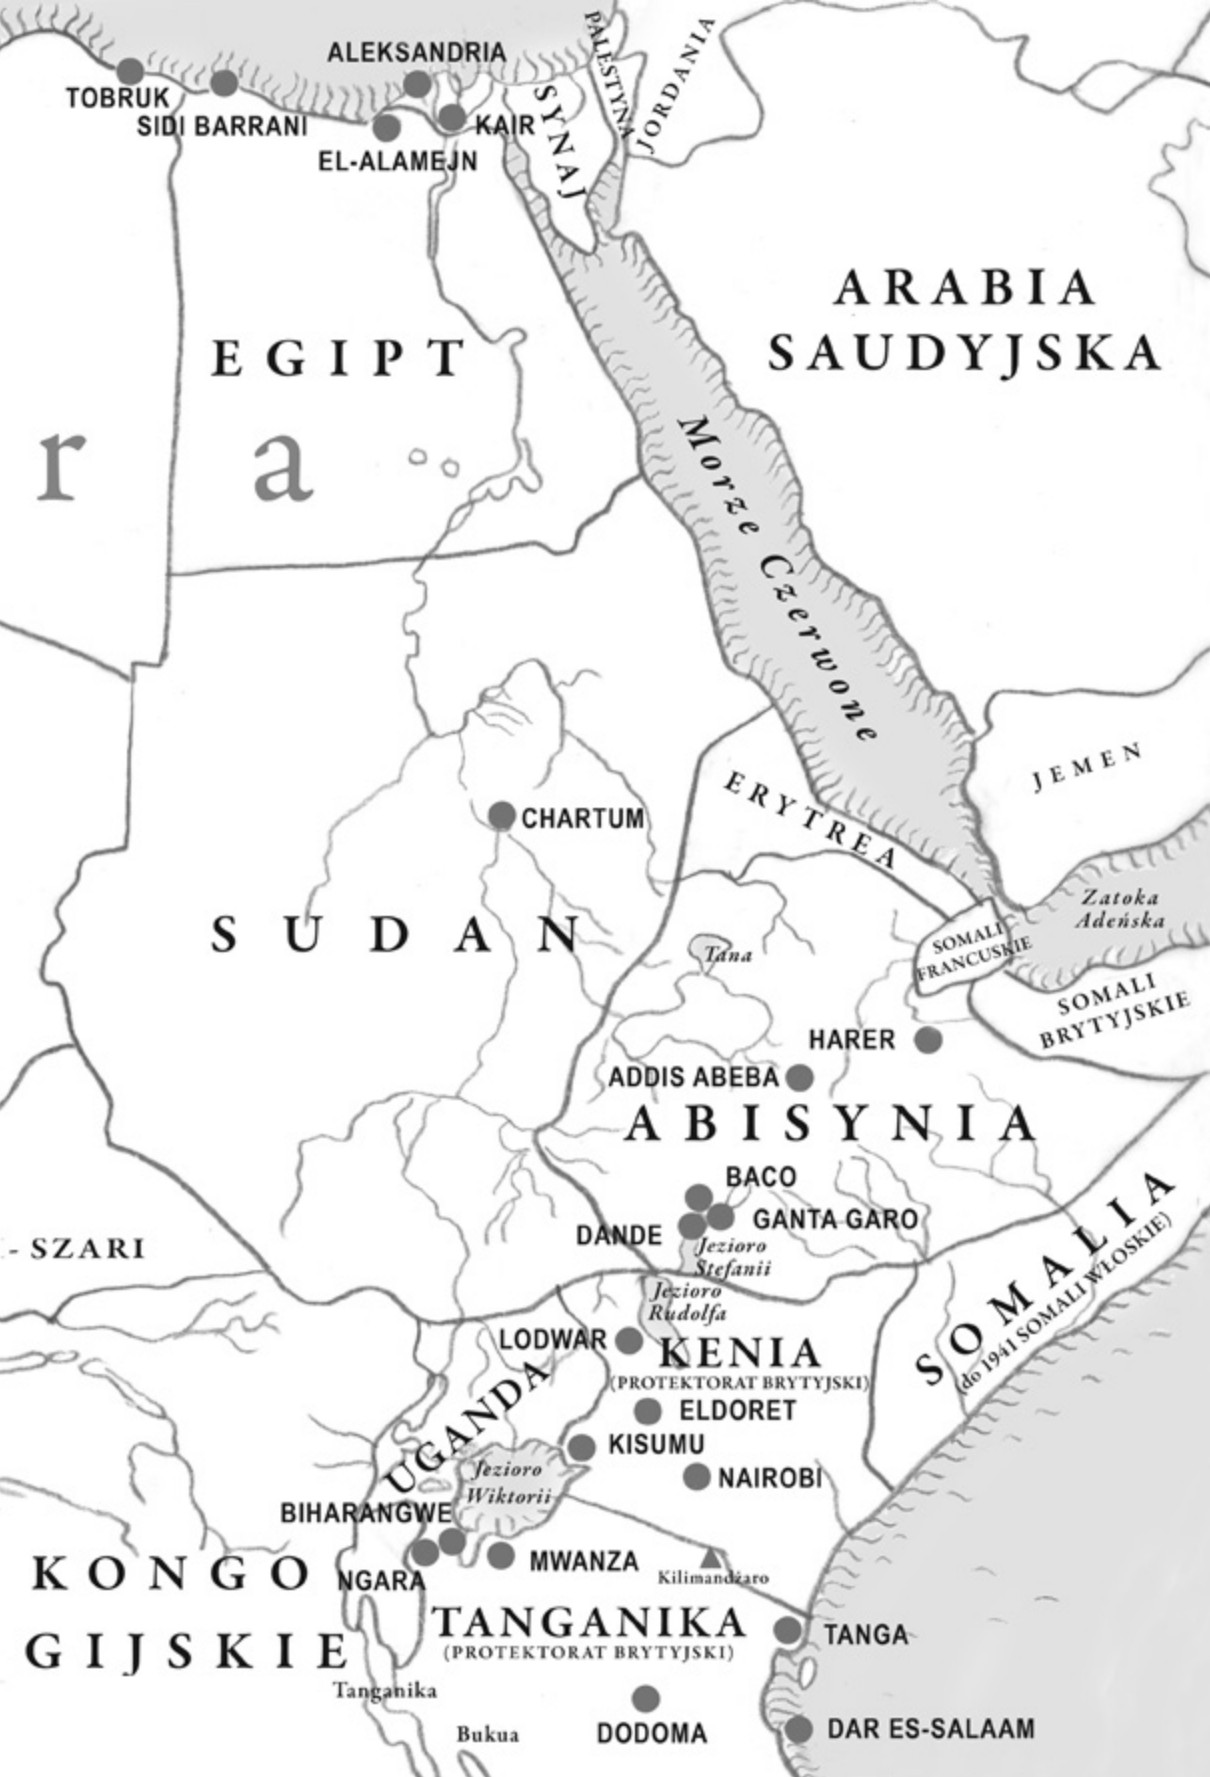 ALEKSANDRIA
PALESTYNA
JORDANIA
TOBRUK
SIDI BARRANI
KAIR
SYNAJ
EL-ALAMEJN
ARABIA
SAUDYJSKA
EGIPT
r a
Morze Czerwone
JEMEN
ERYTREA
CHARTUM
Zatoka
Adeńska
SUDAN
SOMALI
FRANCUSKIE
Tana
SOMALI
BRYTYJSKIE
HARER
ADDIS ABEBA
ABISYNIA
BACO
GANTA GARO
DANDE
- SZARI
Jezioro
Stefanii
SOMALIA
(do 1941 SOMALI WŁOSKIE)
Jezioro
Rudolfa
LODWAR
KENIA
(PROTEKTORAT BRYTYJSKI)
UGANDA
ELDORET
KISUMU
Jezioro
Wiktorii
NAIROBI
BIHARANGWE
MWANZA
KONGO
NGARA
Kilimandżaro
TANGANIKA
(PROTEKTORAT BRYTYJSKI)
TANGA
GIJSKIE
Tanganika
DODOMA
Bukua
DAR ES-SALAAM